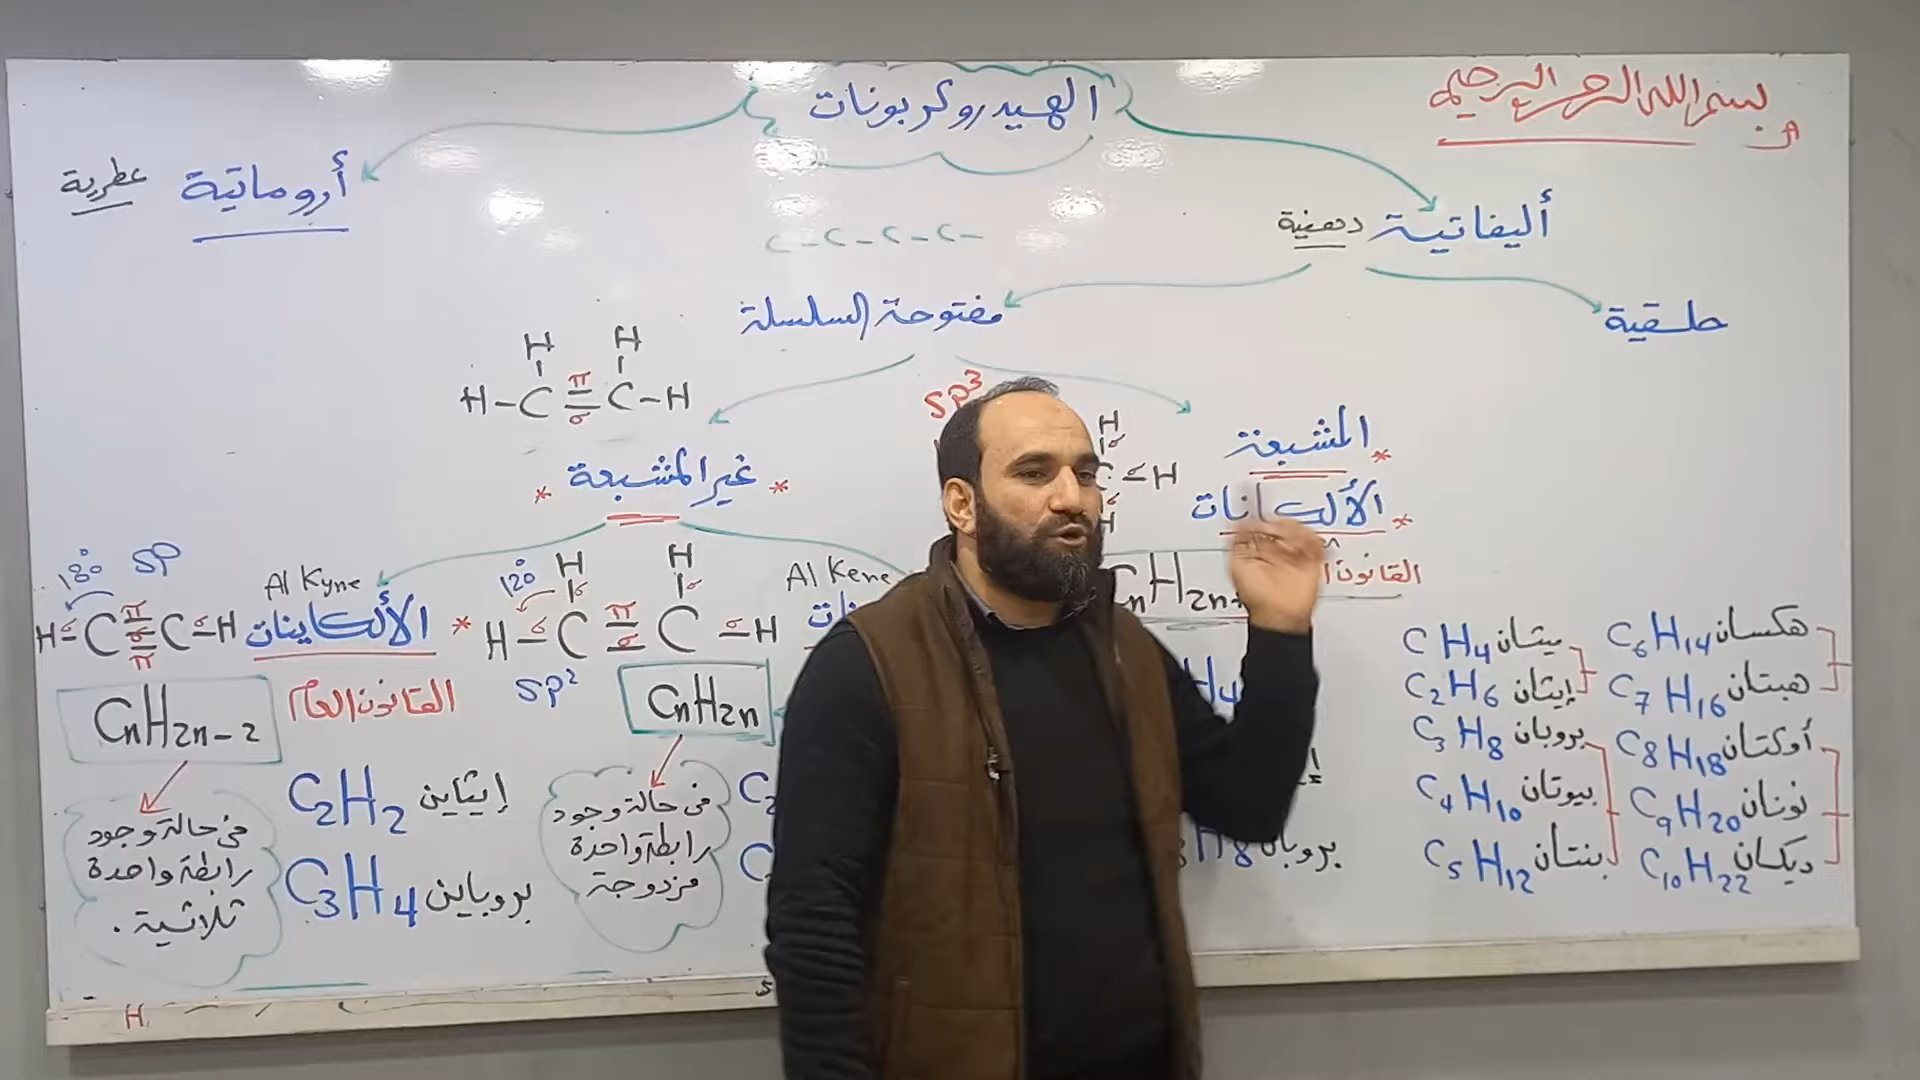 بسم الله الرحمن الرحيم
الهيدروكربونات
أليفاتية دهنية
أروماتية عطرية
C-C-C-C-
حلقية
مفتوحة السلسلة
المشبعة
الألكانات
القانون
CnH2n+
sp³
H
C-H
H
غير المشبعة
H H
H-C=C-H
π
σ
Al Kene
120°
H H
H-C=C-H
π
σ
sp²
CnH2n
في حالة وجود
رابطة واحدة
مزدوجة
Al Kyne
الألكاينات
180° sp
H-C≡C-H
π
σ
π
القانون العام
CnH2n-2
في حالة وجود
رابطة واحدة
ثلاثية.
C2H2 إيثاين
C3H4 بروباين
H4
H8 بروبان
CH4 ميثان
C2H6 إيثان
C3H8 بروبان
C4H10 بيوتان
C5H12 بنتان
C6H14 هكسان
C7H16 هبتان
C8H18 أوكتان
C9H20 نونان
C10H22 ديكان